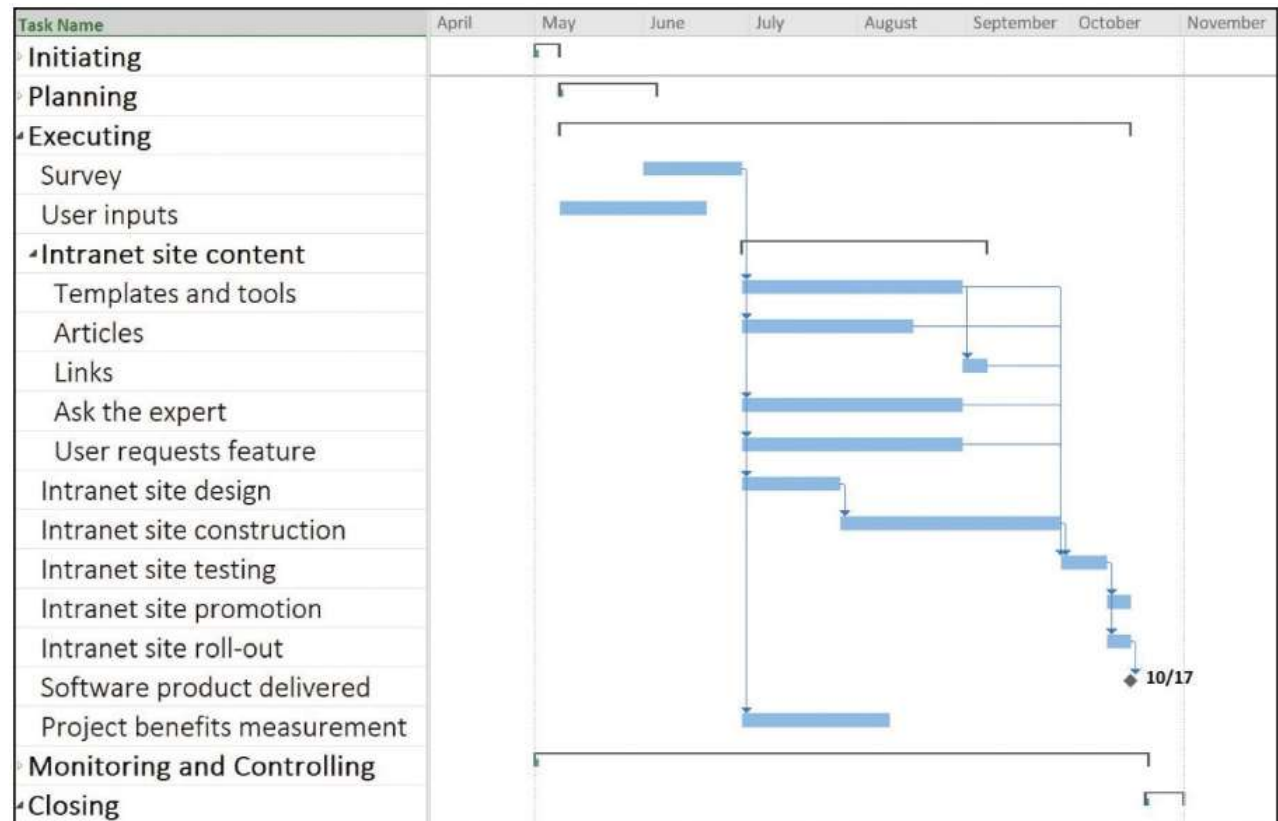 Task Name April May June July August September October November
Initiating
Planning
Executing
Survey
User inputs
Intranet site content
Templates and tools
Articles
Links
Ask the expert
User requests feature
Intranet site design
Intranet site construction
Intranet site testing
Intranet site promotion
Intranet site roll-out
Software product delivered 10/17
Project benefits measurement
Monitoring and Controlling
Closing